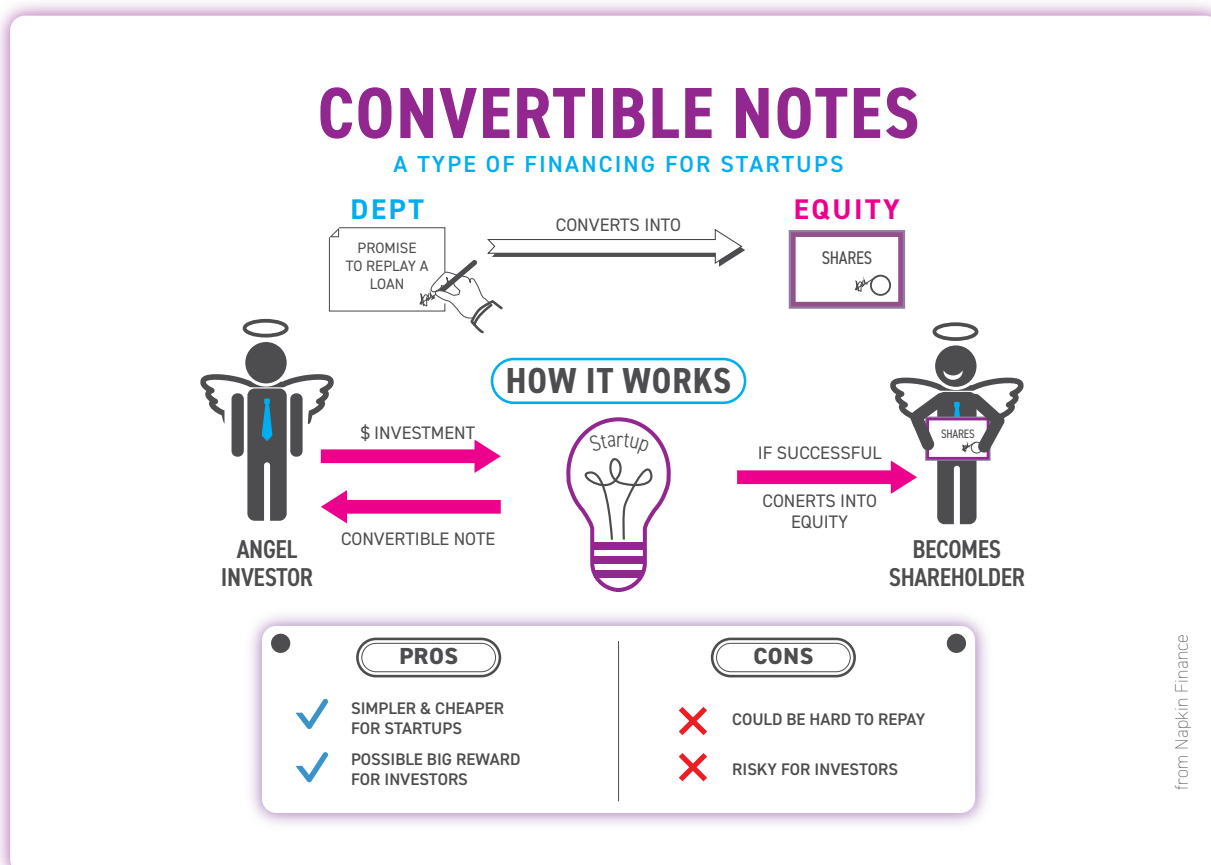 CONVERTIBLE NOTES
A TYPE OF FINANCING FOR STARTUPS
DEPT
PROMISE
TO REPLAY A
LOAN
CONVERTS INTO
EQUITY
SHARES
HOW IT WORKS
$ INVESTMENT
CONVERTIBLE NOTE
ANGEL
INVESTOR
Startup
IF SUCCESSFUL
CONERTS INTO
EQUITY
SHARES
BECOMES
SHAREHOLDER
PROS
SIMPLER & CHEAPER
FOR STARTUPS
POSSIBLE BIG REWARD
FOR INVESTORS
CONS
COULD BE HARD TO REPAY
RISKY FOR INVESTORS
from Napkin Finance